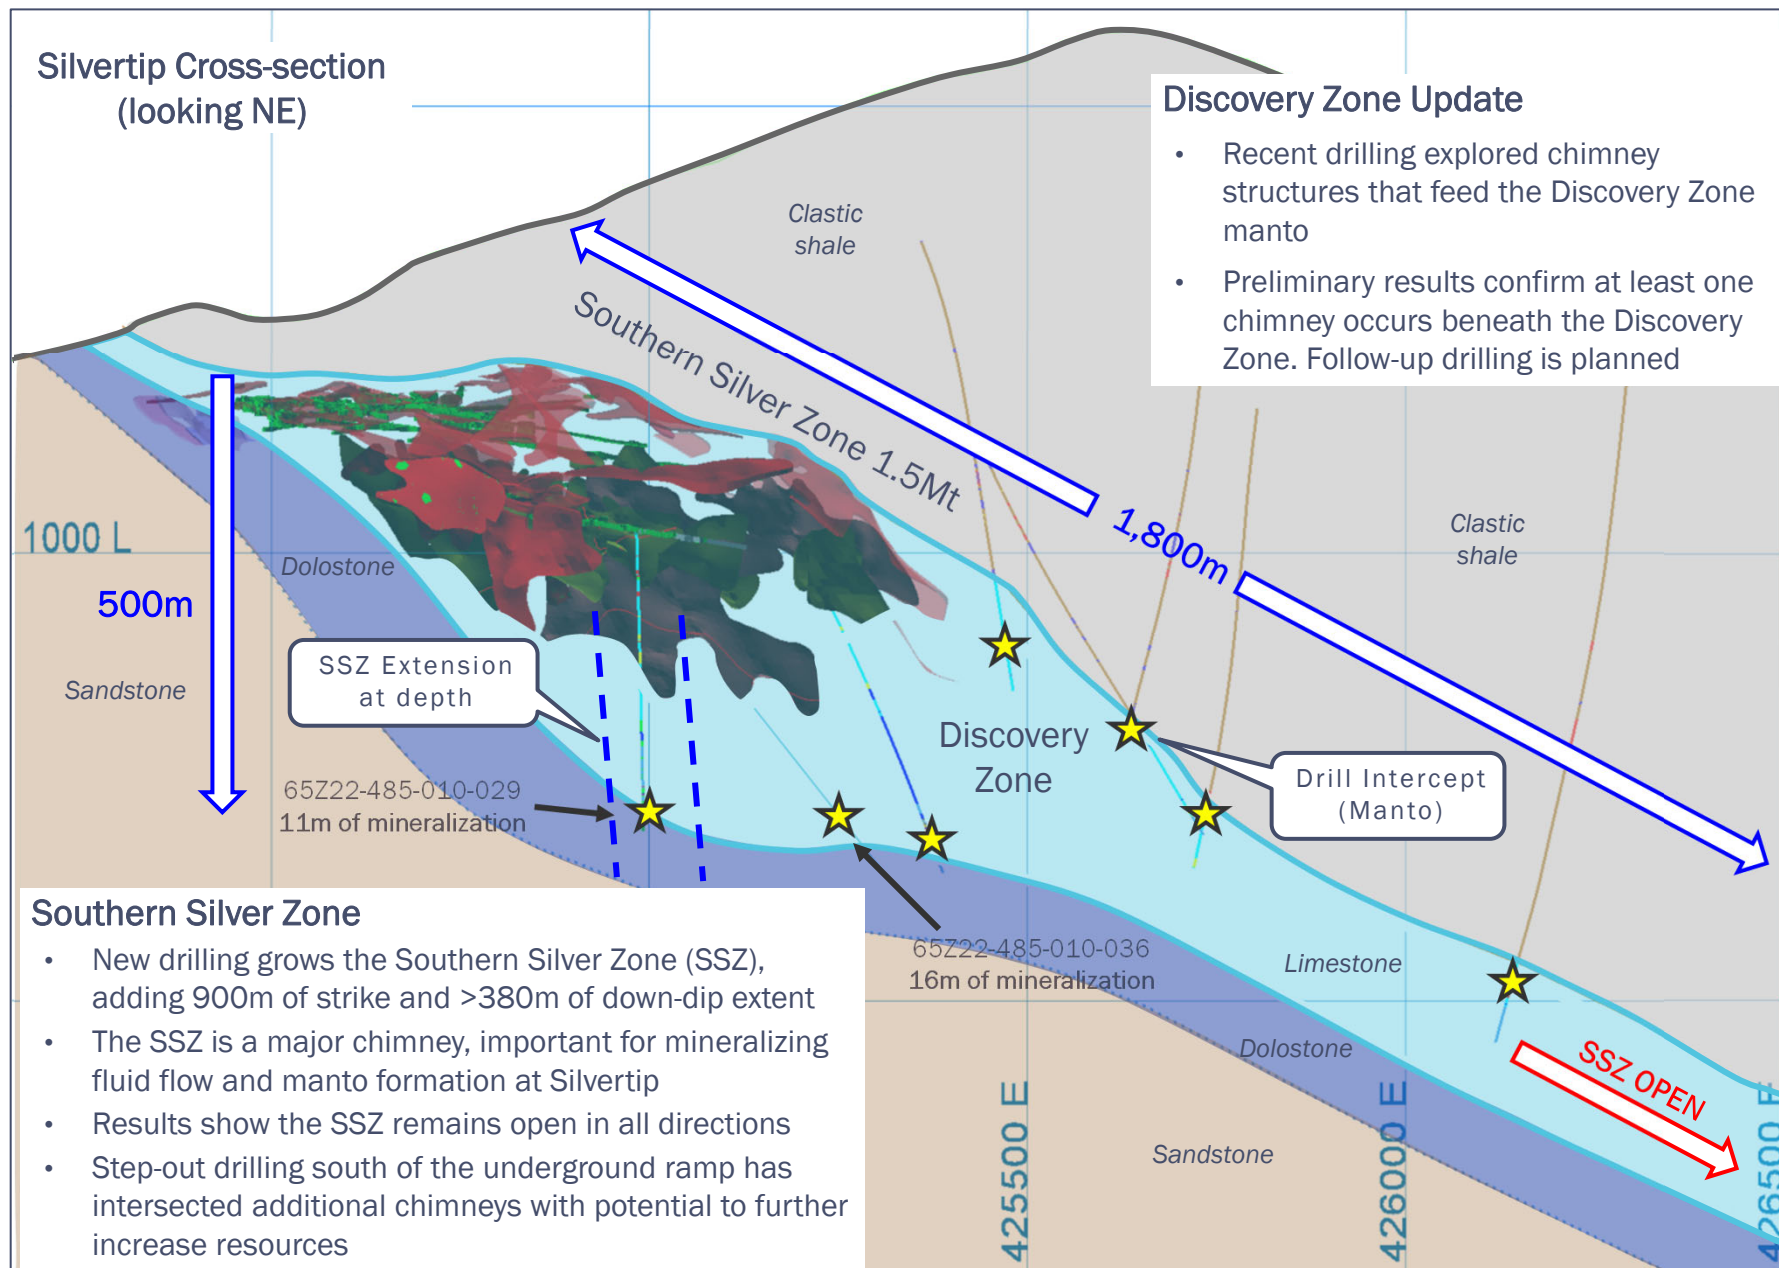 Silvertip Cross-section
(looking NE)
Discovery Zone Update
• Recent drilling explored chimney
structures that feed the Discovery Zone
manto
• Preliminary results confirm at least one
chimney occurs beneath the Discovery
Zone. Follow-up drilling is planned
Clastic
shale
Southern Silver Zone 1.5Mt
1,800m
Clastic
shale
1000 L
Dolostone
500m
SSZ Extension
at depth
Sandstone
Discovery
Zone
Drill Intercept
(Manto)
65Z22-485-010-029
11m of mineralization
65Z22-485-010-036
16m of mineralization
Limestone
Dolostone
SSZ OPEN
Sandstone
425500 E
426000 E
426500 E
Southern Silver Zone
• New drilling grows the Southern Silver Zone (SSZ),
adding 900m of strike and >380m of down-dip extent
• The SSZ is a major chimney, important for mineralizing
fluid flow and manto formation at Silvertip
• Results show the SSZ remains open in all directions
• Step-out drilling south of the underground ramp has
intersected additional chimneys with potential to further
increase resources